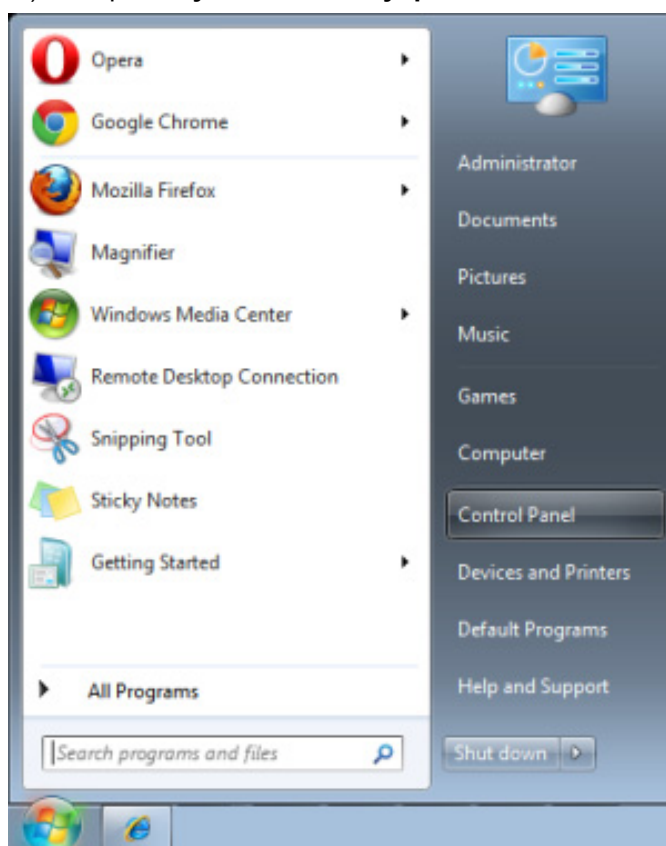 Opera
Google Chrome
Mozilla Firefox
Magnifier
Windows Media Center
Remote Desktop Connection
Snipping Tool
Sticky Notes
Getting Started
All Programs
Search programs and files
Administrator
Documents
Pictures
Music
Games
Computer
Control Panel
Devices and Printers
Default Programs
Help and Support
Shut down